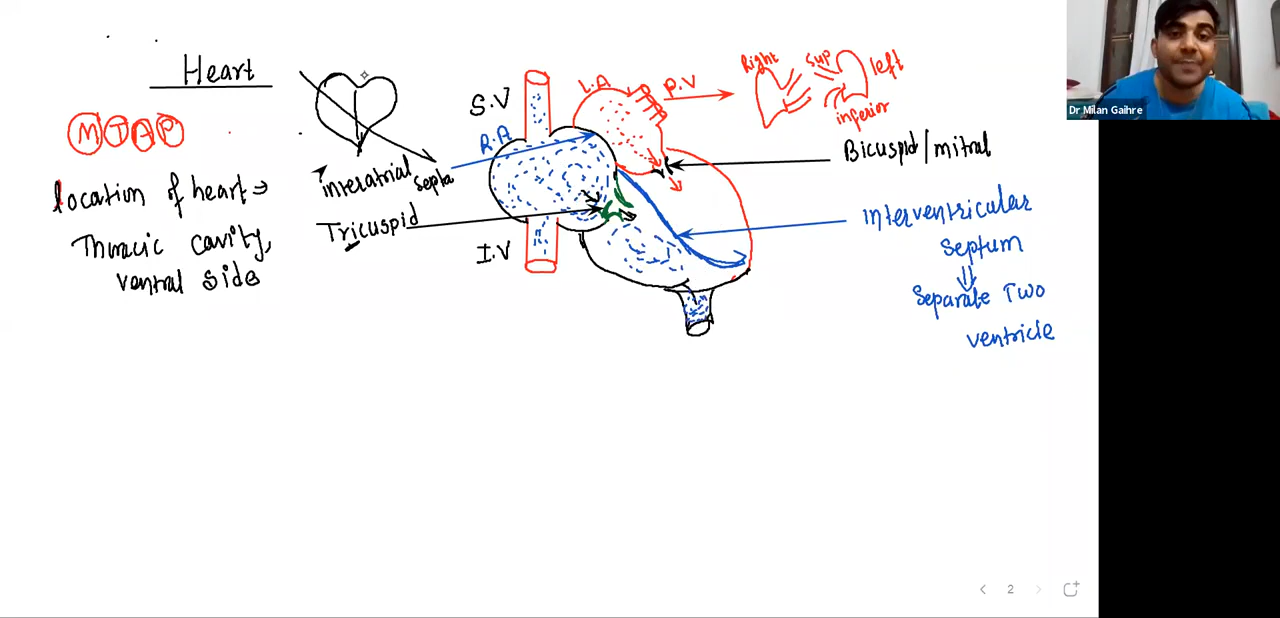 Heart
MTAP
location of heart ⇒
Thoracic cavity,
ventral side
interatrial septa
Tricuspid
S.V
R.A
I.V
L.A
P.V
Right
sup
left
inferior
Bicuspid/mitral
Interventricular
septum
⇓
Separate Two
ventricle
Dr Milan Gaihre
2